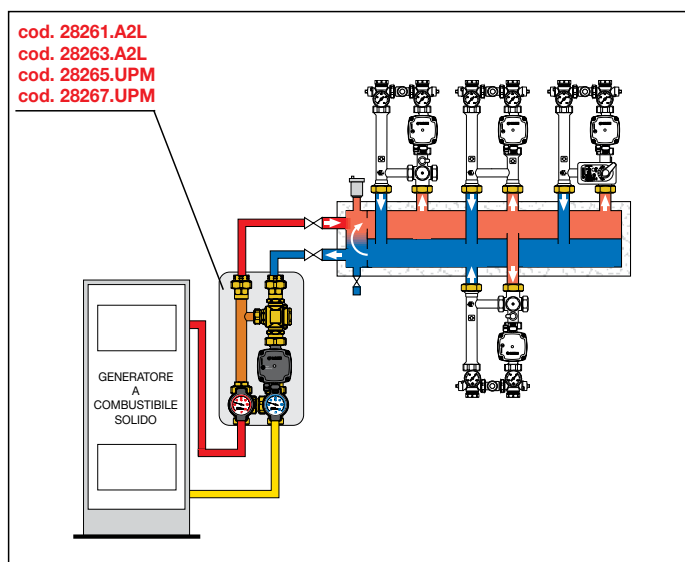 cod. 28261.A2L
cod. 28263.A2L
cod. 28265.UPM
cod. 28267.UPM
GENERATORE
A
COMBUSTIBILE
SOLIDO